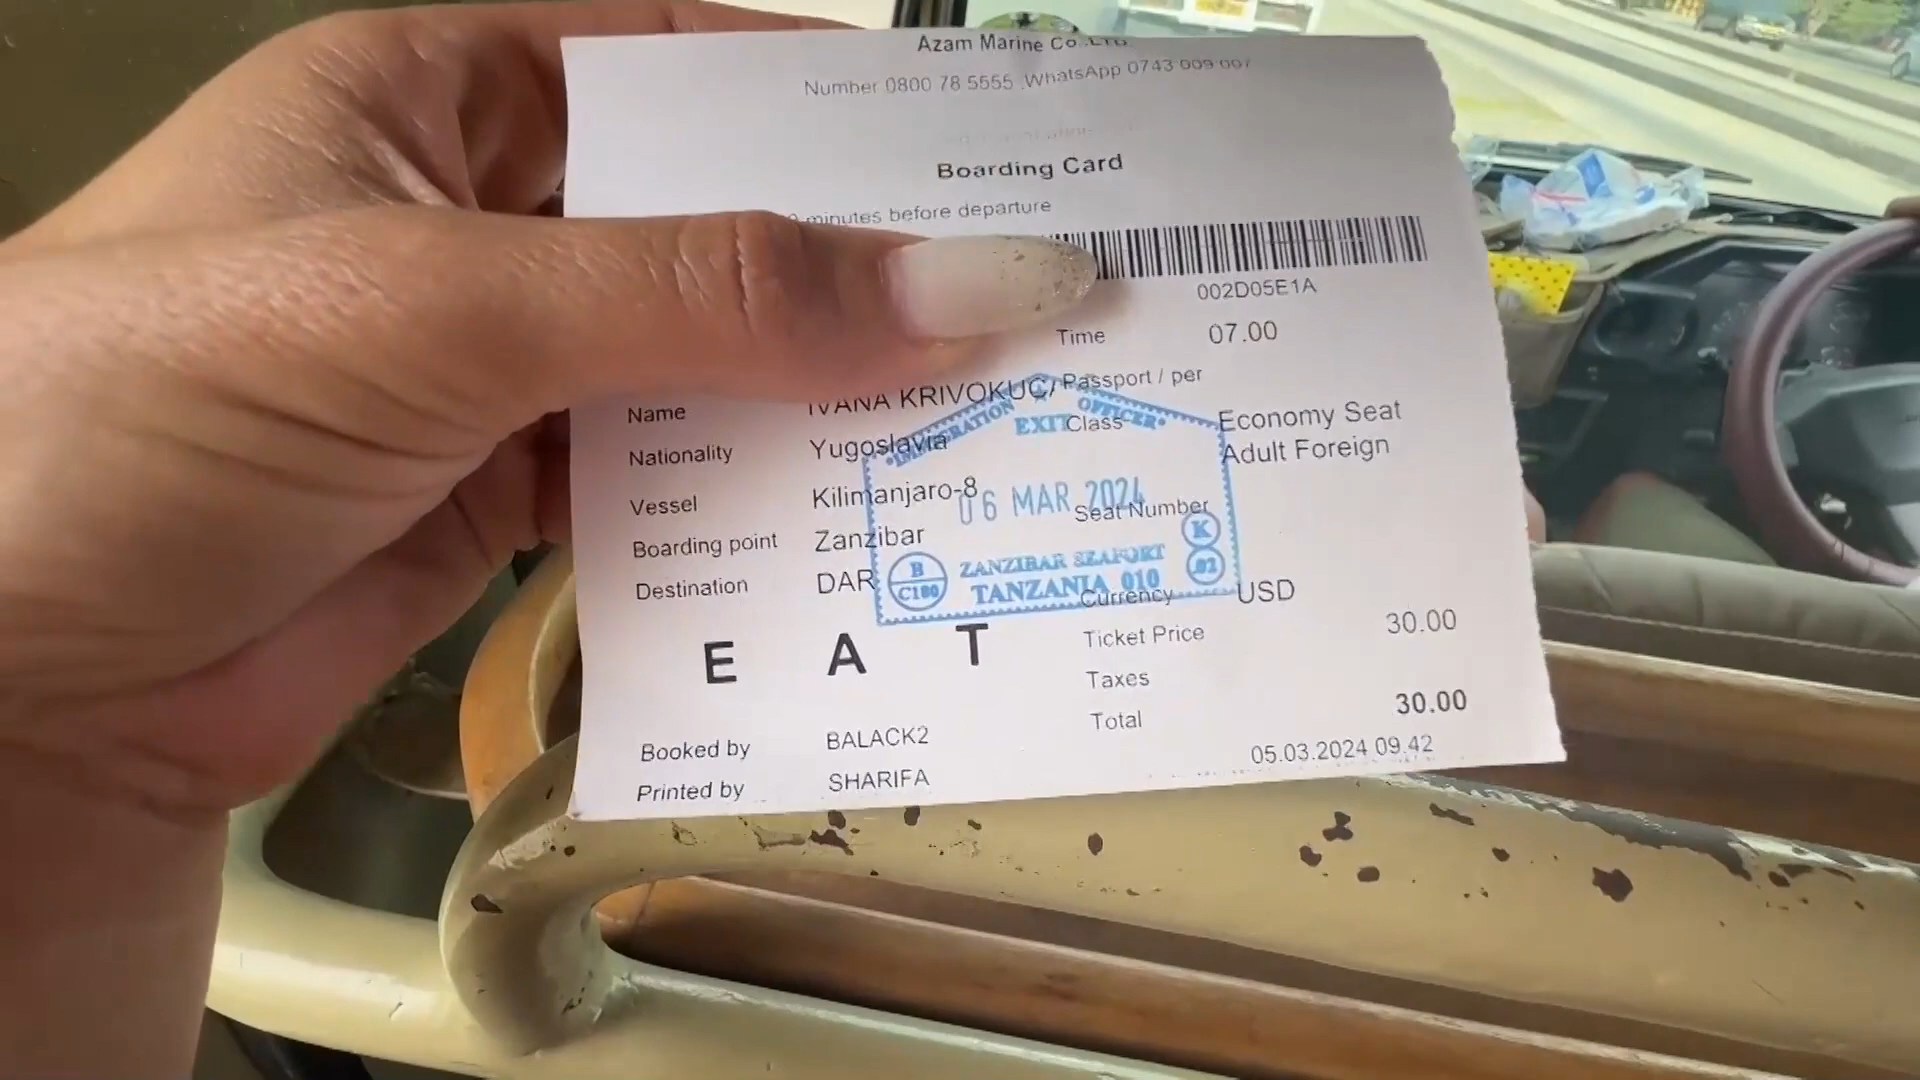 Azam Marine Co.LTD
Number 0800 78 5555 WhatsApp 0743 009 007
Boarding Card
minutes before departure
002D05E1A
Time 07.00
Name IVANA KRIVOKUC Passport / per
Nationality Yugoslavia Class Economy Seat
Adult Foreign
Vessel Kilimanjaro-8 Seat Number
Boarding point Zanzibar
Destination DAR Currency USD
E A T
Ticket Price 30.00
Taxes
Total 30.00
Booked by BALACK2
Printed by SHARIFA
05.03.2024 09.42
IMMIGRATION OFFICER
EXIT
06 MAR 2024
K
.02
B
C180
ZANZIBAR SEAPORT
TANZANIA 010